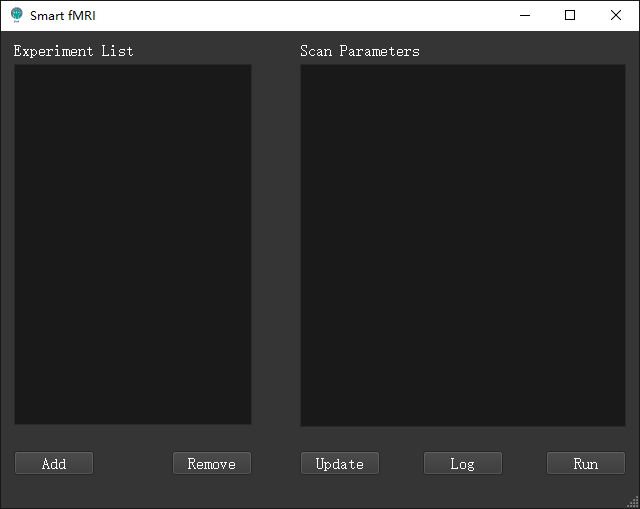 Smart fMRI
Experiment List
Scan Parameters
Add
Remove
Update
Log
Run